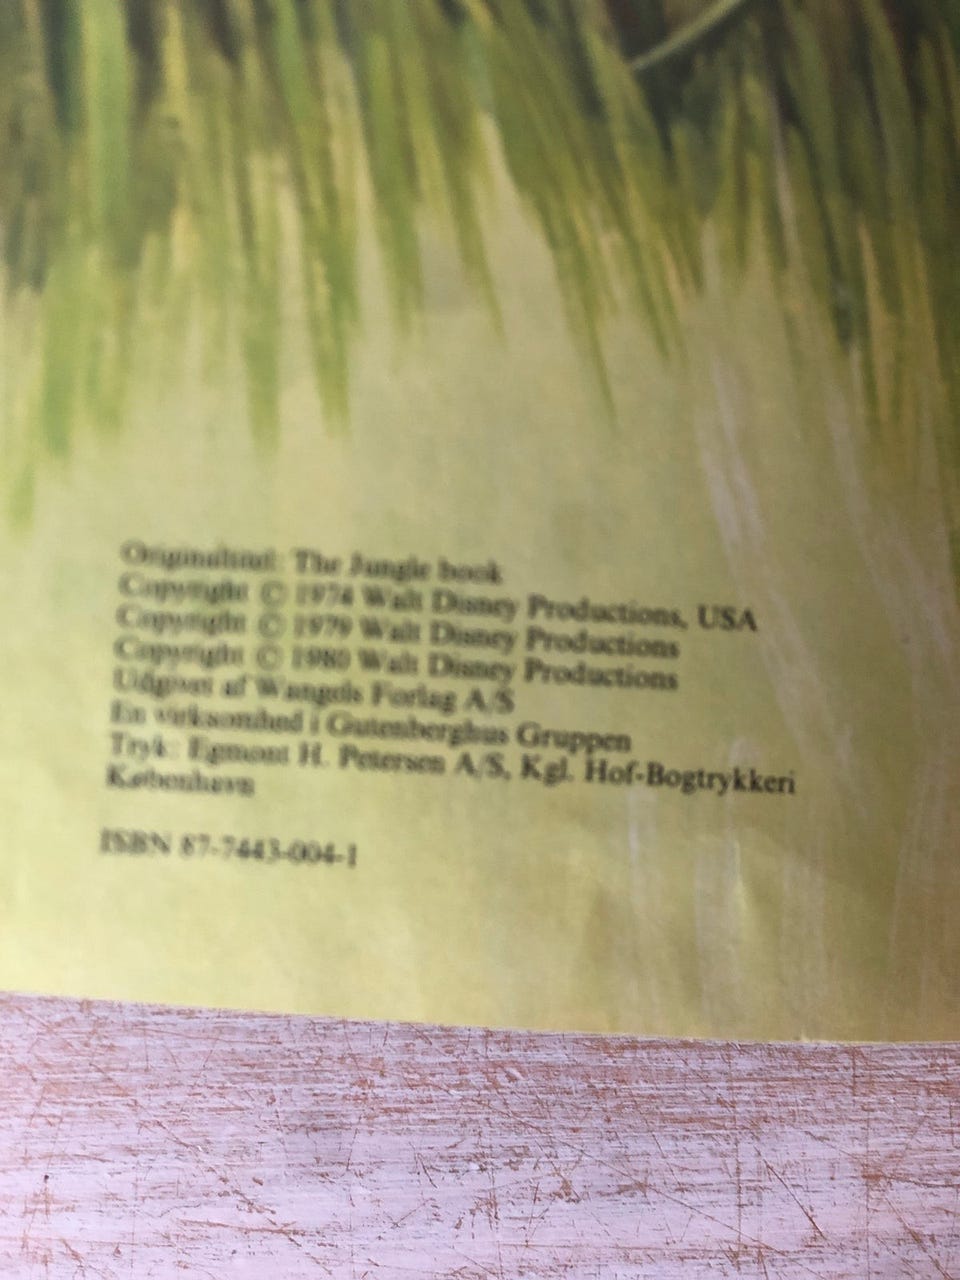 Originaltitel: The Jungle book
Copyright © 1974 Walt Disney Productions, USA
Copyright © 1979 Walt Disney Productions
Copyright © 1980 Walt Disney Productions
Udgivet af Wangels Forlag A/S
En virksomhed i Gutenberghus Gruppen
Tryk: Egmont H. Petersen A/S, Kgl. Hof-Bogtrykkeri
København
ISBN 87-7443-004-1